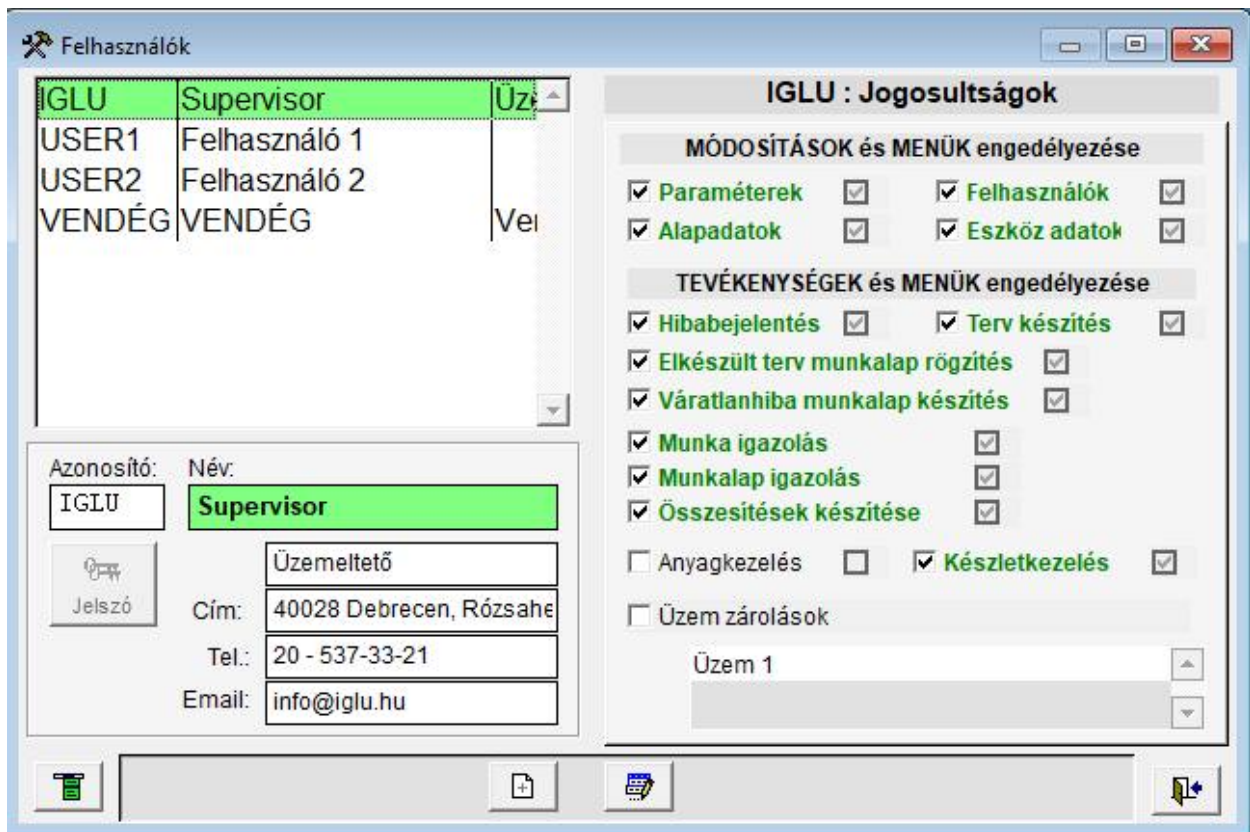 Felhasználók
IGLU Supervisor
USER1 Felhasználó 1
USER2 Felhasználó 2
VENDÉG VENDÉG
Azonosító: Név:
IGLU Supervisor
Üzemeltető
Jelszó
Cím: 40028 Debrecen, Rózsahe
Tel.: 20 - 537-33-21
Email: info@iglu.hu
IGLU : Jogosultságok
MÓDOSÍTÁSOK és MENÜK engedélyezése
Paraméterek Felhasználók
Alapadatok Eszköz adatok
TEVÉKENYSÉGEK és MENÜK engedélyezése
Hibabejelentés Terv készítés
Elkészült terv munkalap rögzítés
Váratlanhiba munkalap készítés
Munka igazolás
Munkalap igazolás
Összesítések készítése
Anyagkezelés Készletkezelés
Üzem zárolások
Üzem 1